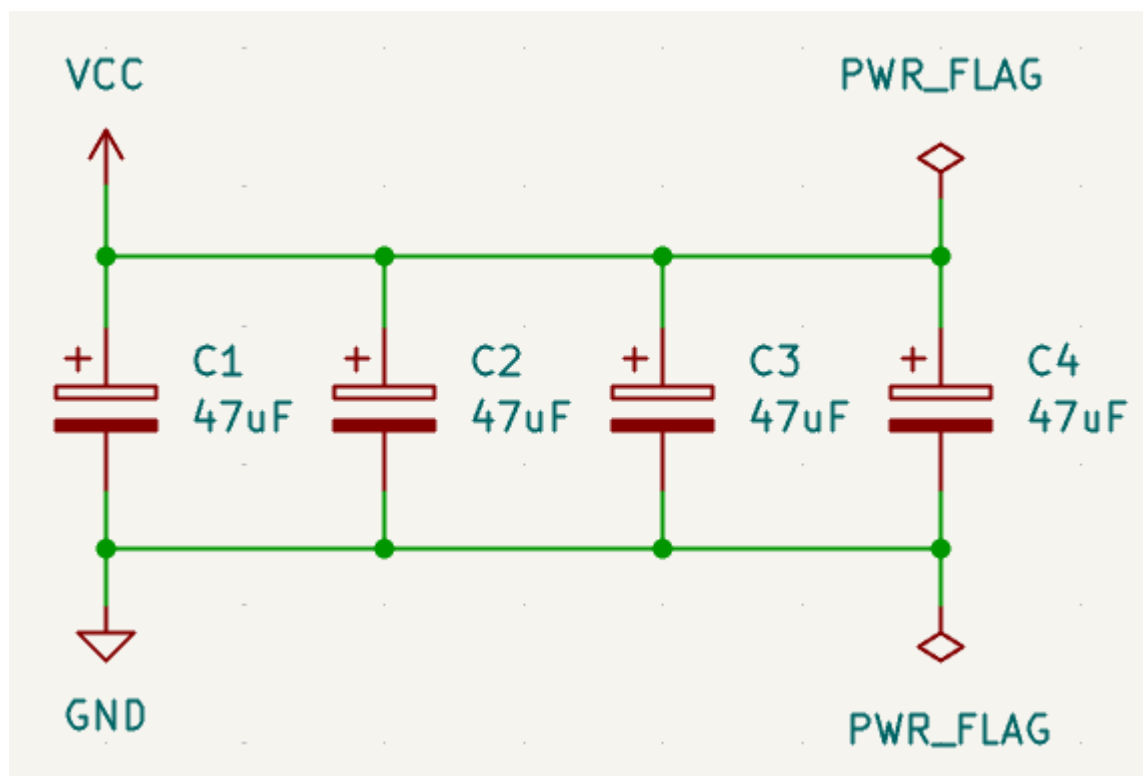 VCC
PWR_FLAG
+ C1
47uF
+ C2
47uF
+ C3
47uF
+ C4
47uF
GND
PWR_FLAG